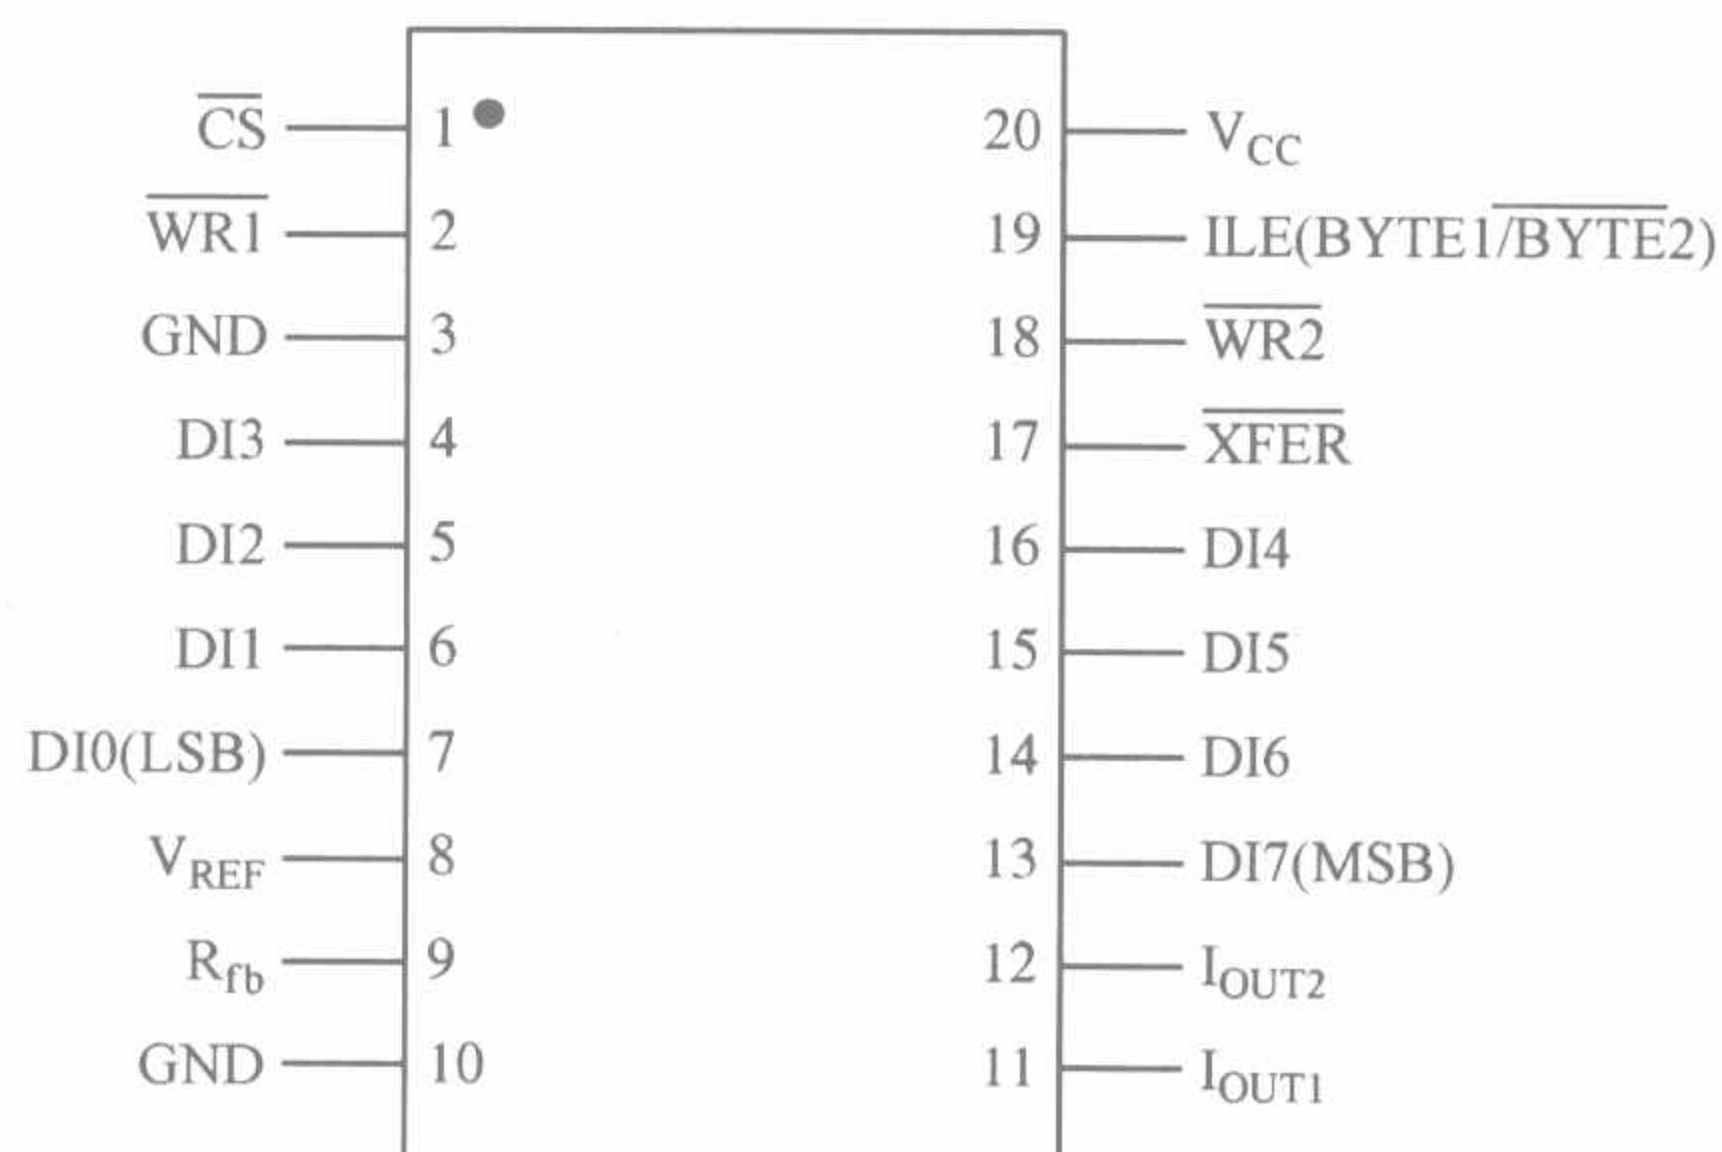 CS 1 20 VCC
WR1 2 19 ILE(BYTE1/BYTE2)
GND 3 18 WR2
DI3 4 17 XFER
DI2 5 16 DI4
DI1 6 15 DI5
DI0(LSB) 7 14 DI6
VREF 8 13 DI7(MSB)
Rfb 9 12 IOUT2
GND 10 11 IOUT1